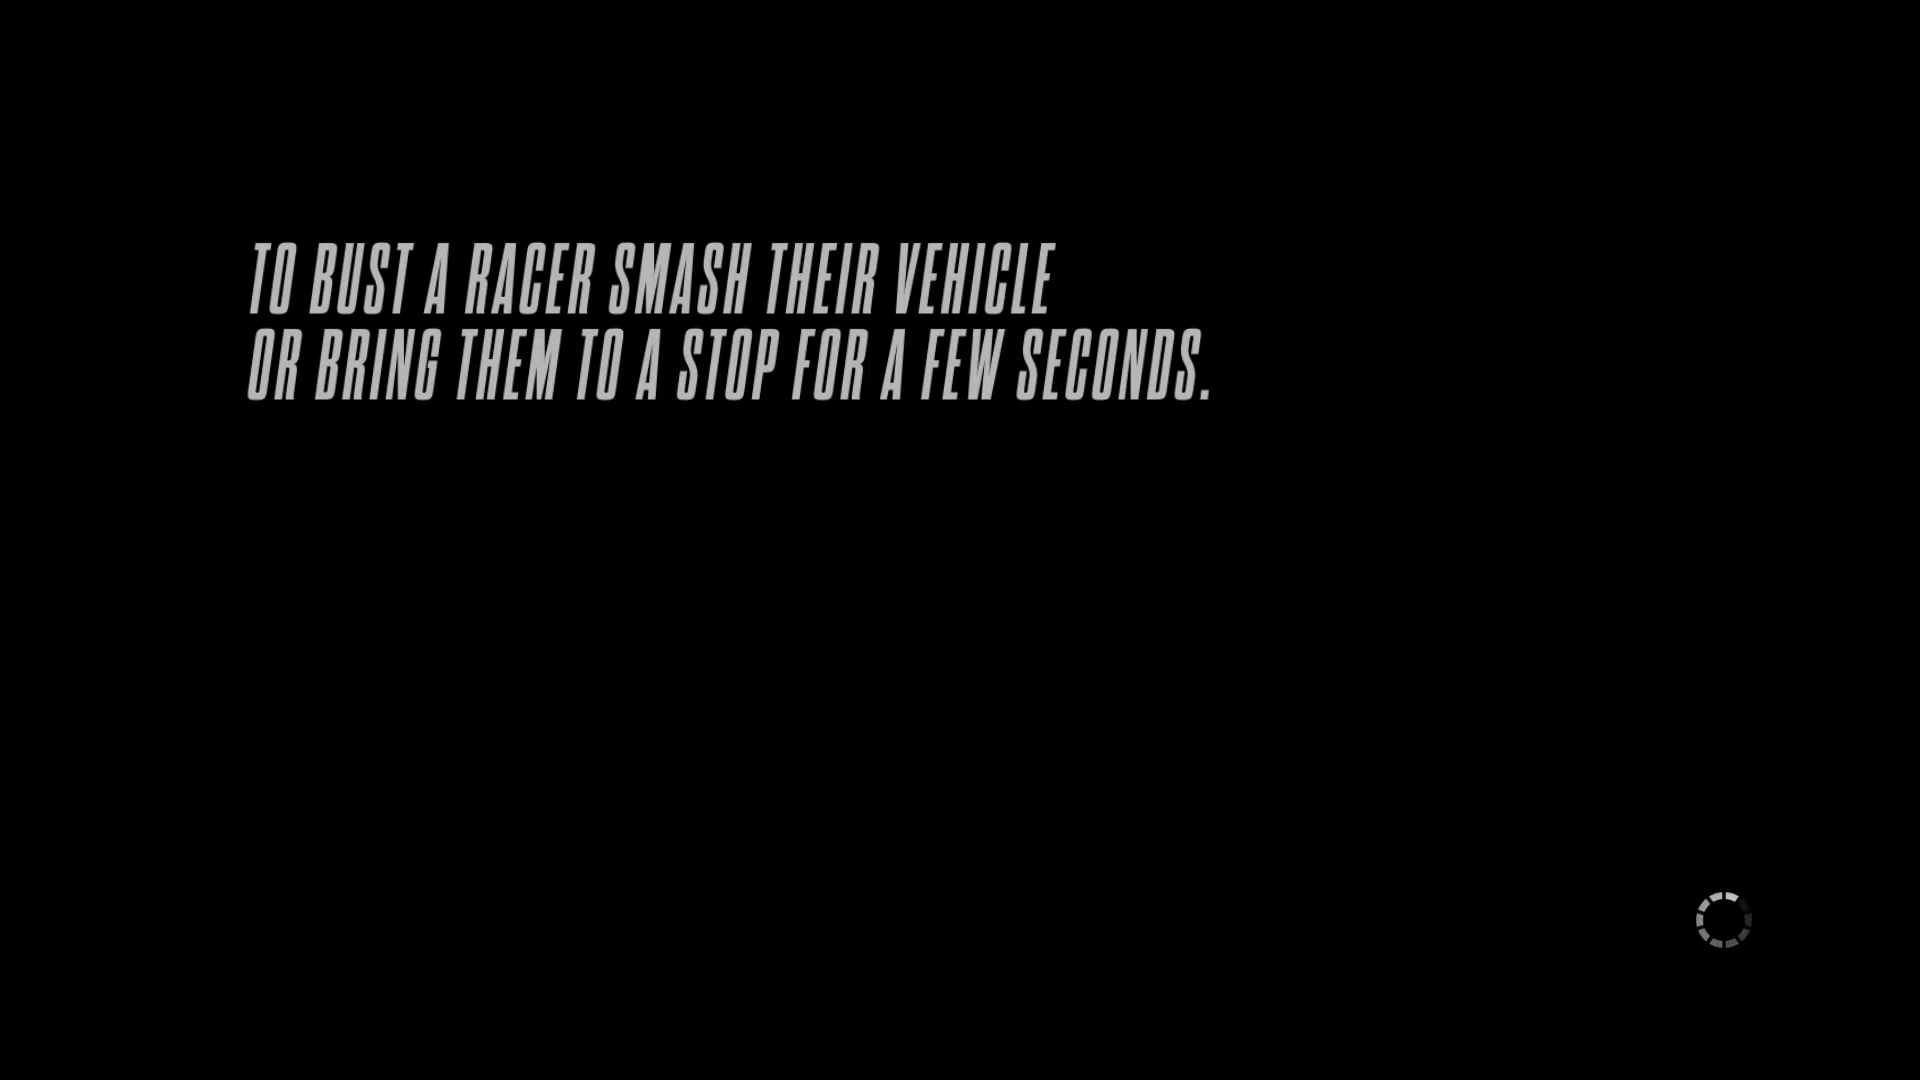 TO BUST A RACER SMASH THEIR VEHICLE
OR BRING THEM TO A STOP FOR A FEW SECONDS.